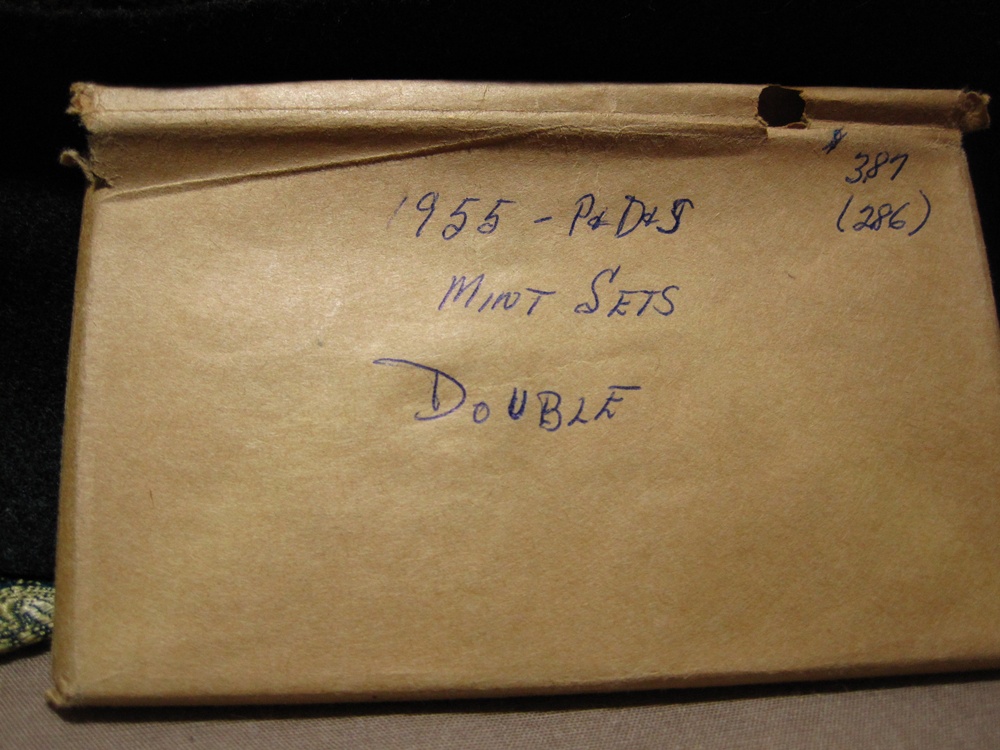 $ 387
(286)
1955 - P&D&S
MINT SETS
DOUBLE